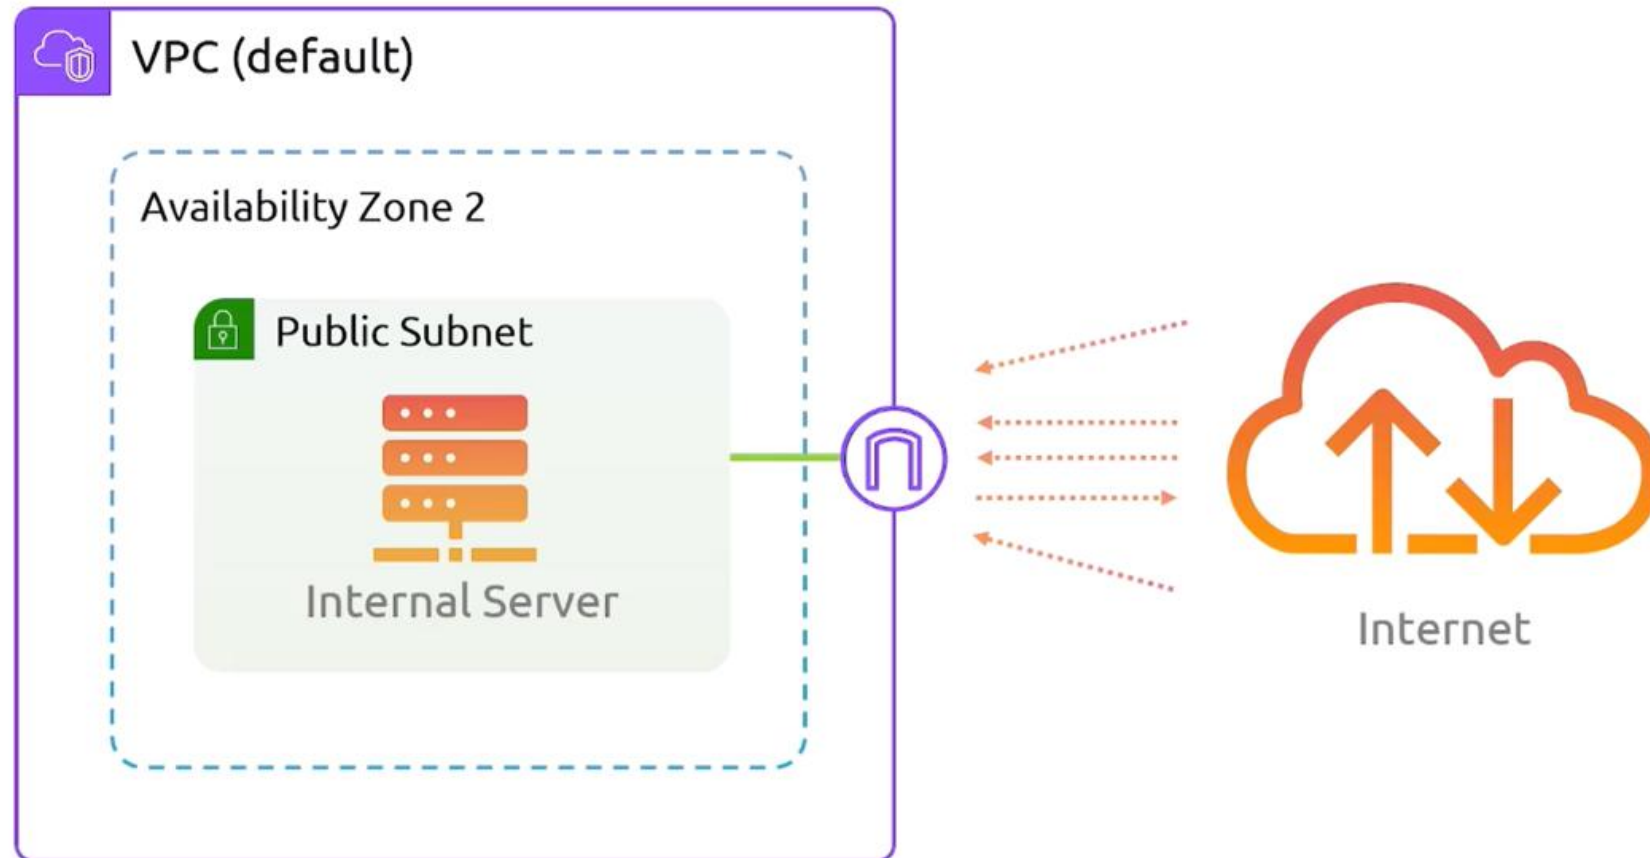 VPC (default)
Availability Zone 2
Public Subnet
Internal Server
Internet